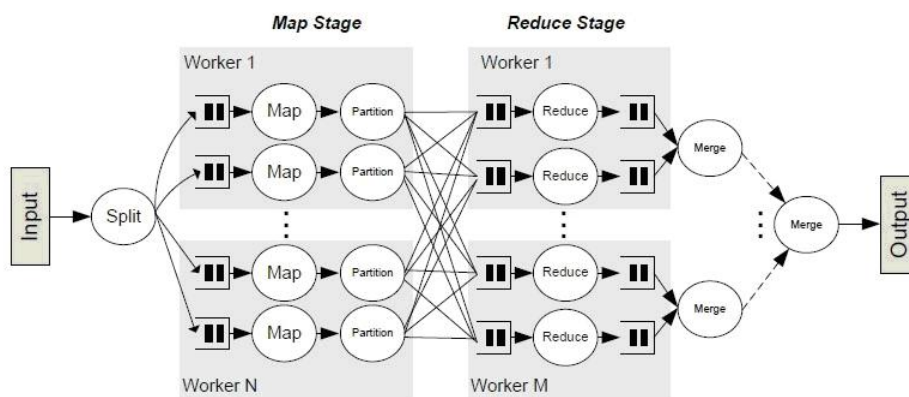 Map Stage
Reduce Stage
Worker 1
Worker 1
Map
Partition
Reduce
Merge
Map
Partition
Reduce
Input
Split
Merge
Output
Map
Partition
Reduce
Merge
Map
Partition
Reduce
Worker N
Worker M